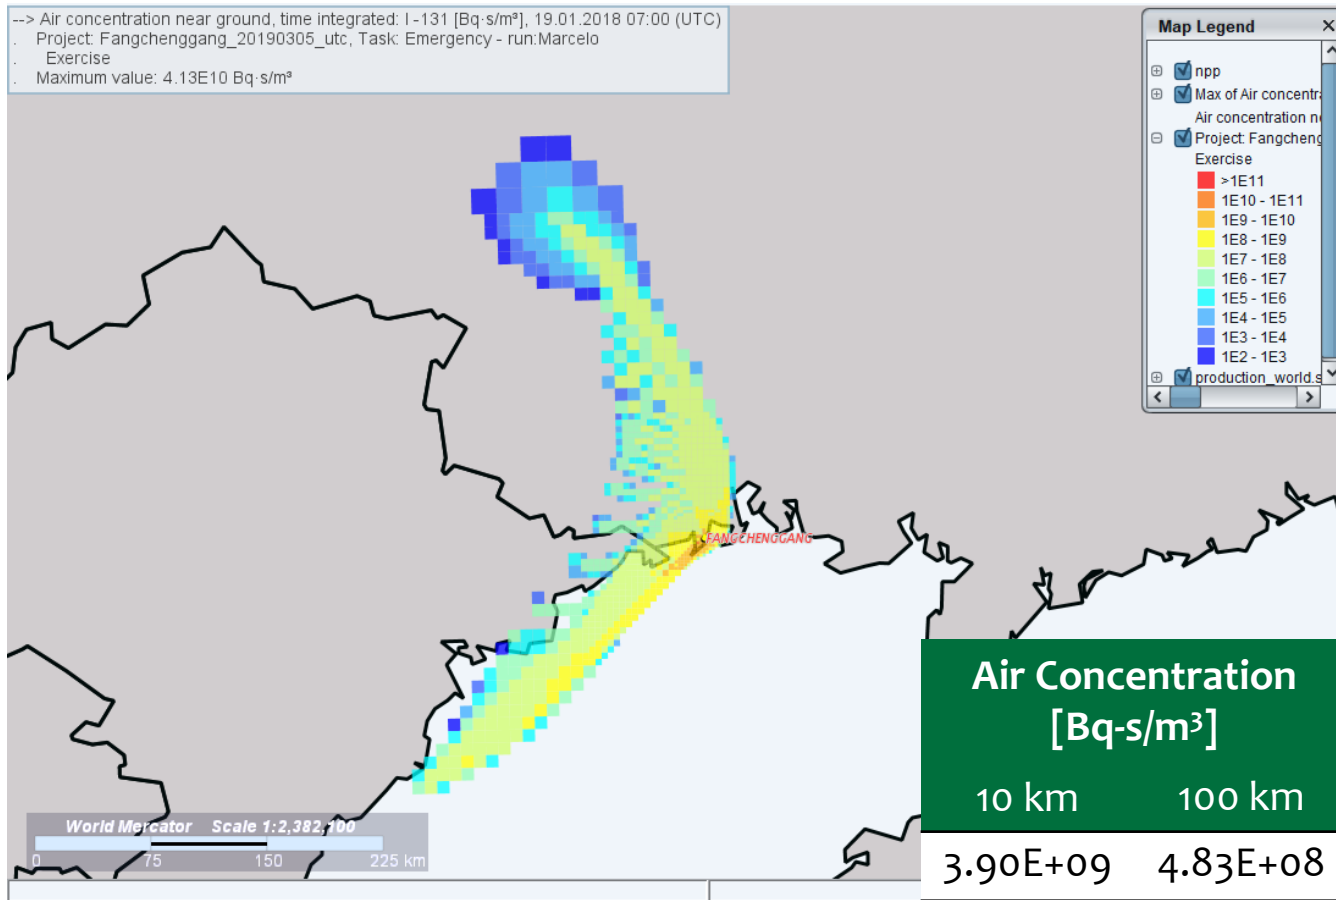 --> Air concentration near ground, time integrated: I -131 [Bq·s/m³], 19.01.2018 07:00 (UTC)
. Project: Fangchenggang_20190305_utc, Task: Emergency - run:Marcelo
. Exercise
. Maximum value: 4.13E10 Bq·s/m³
Map Legend
npp
Max of Air concentr
Air concentration n
Project: Fangcheng
Exercise
>1E11
1E10 - 1E11
1E9 - 1E10
1E8 - 1E9
1E7 - 1E8
1E6 - 1E7
1E5 - 1E6
1E4 - 1E5
1E3 - 1E4
1E2 - 1E3
production_world.s
FANGCHENGGANG
Air Concentration
[Bq-s/m³]
10 km 100 km
3.90E+09 4.83E+08
World Mercator Scale 1:2,382,100
0 75 150 225 km